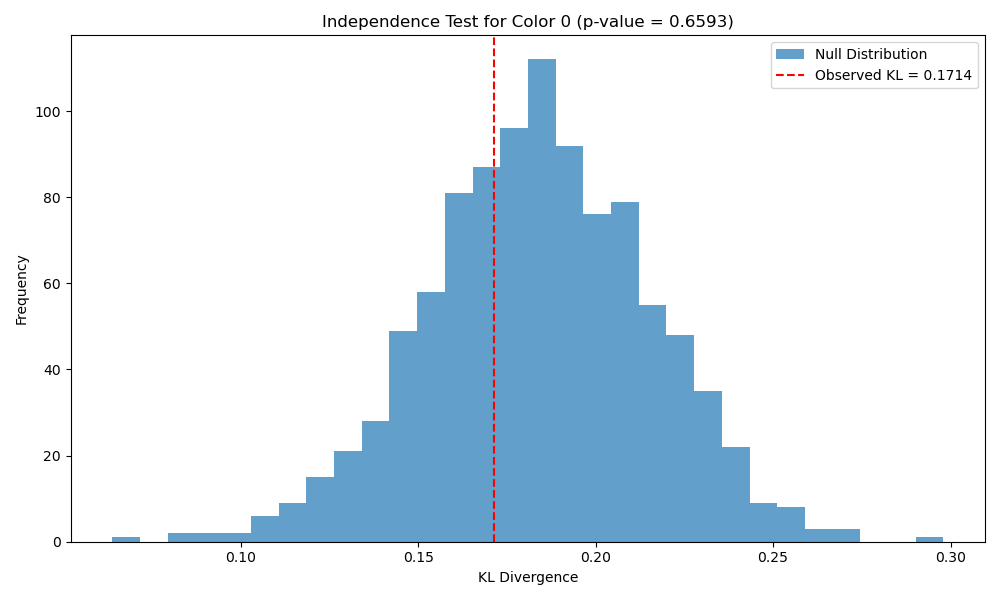 Independence Test for Color 0 (p-value = 0.6593)
Null Distribution
Observed KL = 0.1714
Frequency
100
80
60
40
20
0
0.10
0.15
0.20
0.25
0.30
KL Divergence